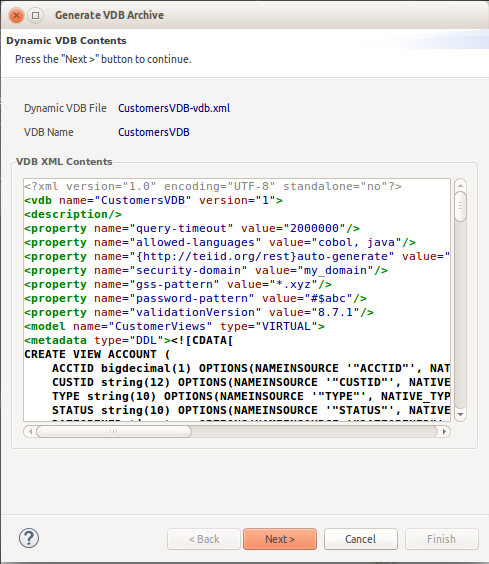 Generate VDB Archive
Dynamic VDB Contents
Press the "Next >" button to continue.
Dynamic VDB File CustomersVDB-vdb.xml
VDB Name CustomersVDB
VDB XML Contents
<?xml version="1.0" encoding="UTF-8" standalone="no"?>
<vdb name="CustomersVDB" version="1">
<description/>
<property name="query-timeout" value="2000000"/>
<property name="allowed-languages" value="cobol, java"/>
<property name="{http://teiid.org/rest}auto-generate" value="
<property name="security-domain" value="my_domain"/>
<property name="gss-pattern" value="*.xyz"/>
<property name="password-pattern" value="#$abc"/>
<property name="validationVersion" value="8.7.1"/>
<model name="CustomerViews" type="VIRTUAL">
<metadata type="DDL"><![CDATA[
CREATE VIEW ACCOUNT (
ACCTID bigdecimal(1) OPTIONS(NAMEINSOURCE '"ACCTID"', NAT
CUSTID string(12) OPTIONS(NAMEINSOURCE '"CUSTID"', NATIVE
TYPE string(10) OPTIONS(NAMEINSOURCE '"TYPE"', NATIVE_TYP
STATUS string(10) OPTIONS(NAMEINSOURCE '"STATUS"', NATIVE
< Back Next > Cancel Finish